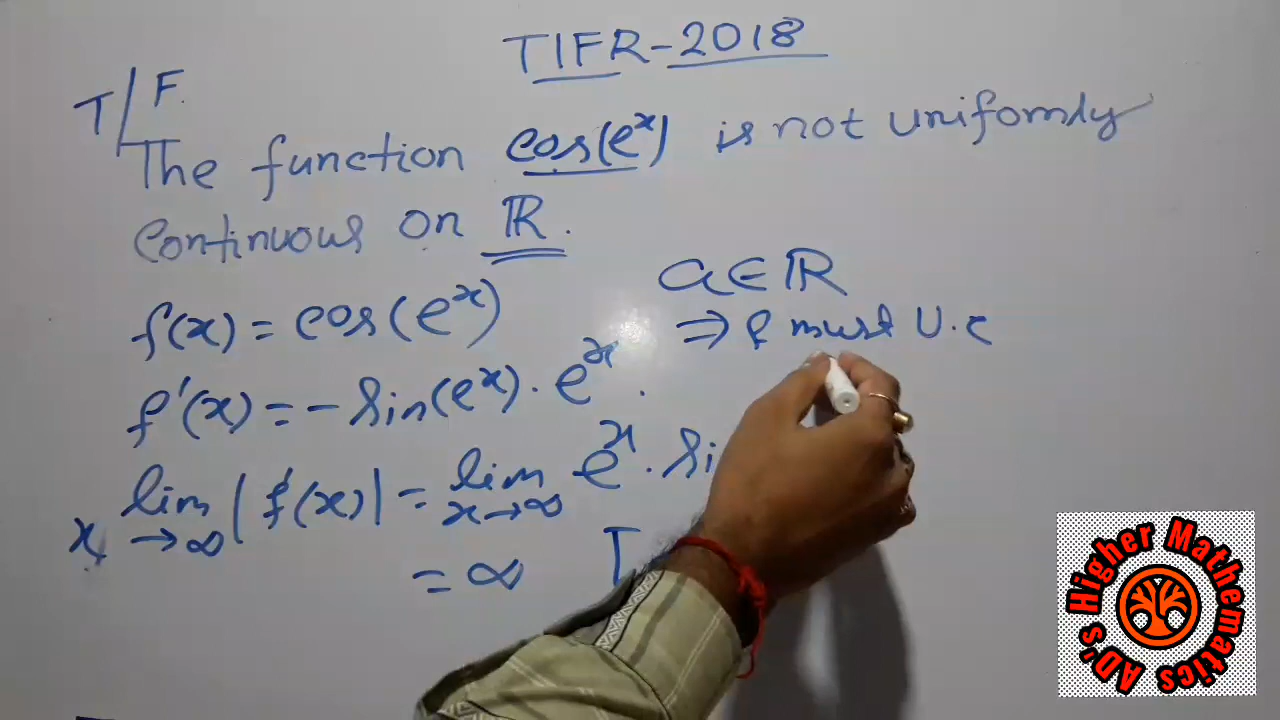 TIFR-2018
T/F
The function cos(e^x) is not uniformly
continuous on ℝ.
f(x) = cos(e^x)
f'(x) = - sin(e^x) · e^x.
lim x→∞ |f'(x)| = lim x→∞ e^x · si
= ∞
a ∈ ℝ
⇒ f must U.C
AD's Higher Mathematics